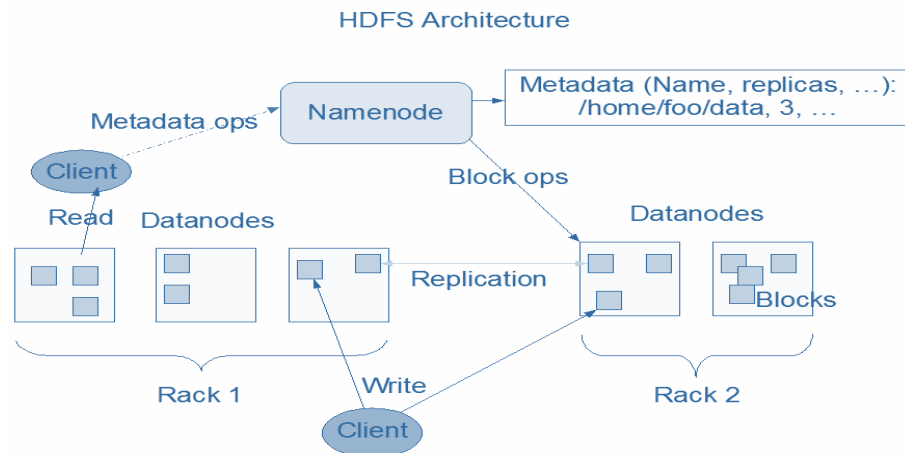 HDFS Architecture
Metadata (Name, replicas, …):
/home/foo/data, 3, …
Namenode
Metadata ops
Client
Block ops
Read
Datanodes
Datanodes
Replication
Blocks
Rack 1
Write
Rack 2
Client